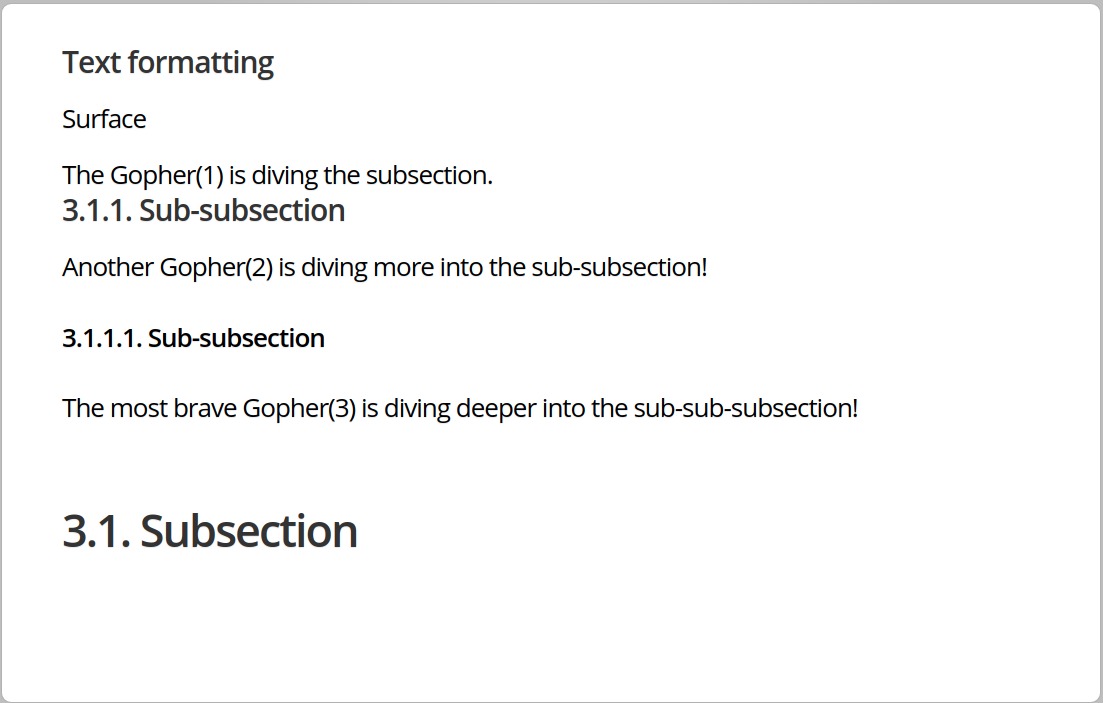 Text formatting
Surface
The Gopher(1) is diving the subsection.
3.1.1. Sub-subsection
Another Gopher(2) is diving more into the sub-subsection!
3.1.1.1. Sub-subsection
The most brave Gopher(3) is diving deeper into the sub-sub-subsection!
3.1. Subsection